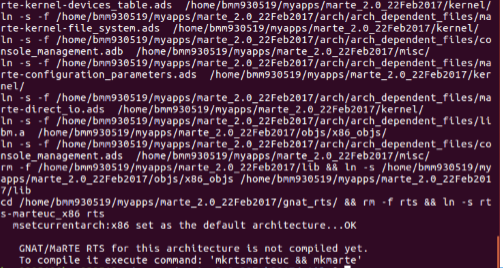 rte-kernel-devices_table.ads  /home/bmm930519/myapps/marte_2.0_22Feb2017/kernel/
ln -s -f /home/bmm930519/myapps/marte_2.0_22Feb2017/arch/arch_dependent_files/ma
rte-kernel-file_system.ads  /home/bmm930519/myapps/marte_2.0_22Feb2017/kernel/
ln -s -f /home/bmm930519/myapps/marte_2.0_22Feb2017/arch/arch_dependent_files/co
nsole_management.adb  /home/bmm930519/myapps/marte_2.0_22Feb2017/misc/
ln -s -f /home/bmm930519/myapps/marte_2.0_22Feb2017/arch/arch_dependent_files/ma
rte-configuration_parameters.ads  /home/bmm930519/myapps/marte_2.0_22Feb2017/ker
nel/
ln -s -f /home/bmm930519/myapps/marte_2.0_22Feb2017/arch/arch_dependent_files/ma
rte-direct_io.ads  /home/bmm930519/myapps/marte_2.0_22Feb2017/kernel/
ln -s -f /home/bmm930519/myapps/marte_2.0_22Feb2017/arch/arch_dependent_files/li
bm.a  /home/bmm930519/myapps/marte_2.0_22Feb2017/objs/x86_objs/
ln -s -f /home/bmm930519/myapps/marte_2.0_22Feb2017/arch/arch_dependent_files/co
nsole_management.ads  /home/bmm930519/myapps/marte_2.0_22Feb2017/misc/
rm -f /home/bmm930519/myapps/marte_2.0_22Feb2017/lib && ln -s /home/bmm930519/my
apps/marte_2.0_22Feb2017/objs/x86_objs /home/bmm930519/myapps/marte_2.0_22Feb201
7/lib
cd /home/bmm930519/myapps/marte_2.0_22Feb2017/gnat_rts/ && rm -f rts && ln -s rt
s-marteuc_x86 rts
msetcurrentarch:x86 set as the default architecture...OK
GNAT/MaRTE RTS for this architecture is not compiled yet.
To compile it execute command: 'mkrtsmarteuc && mkmarte'